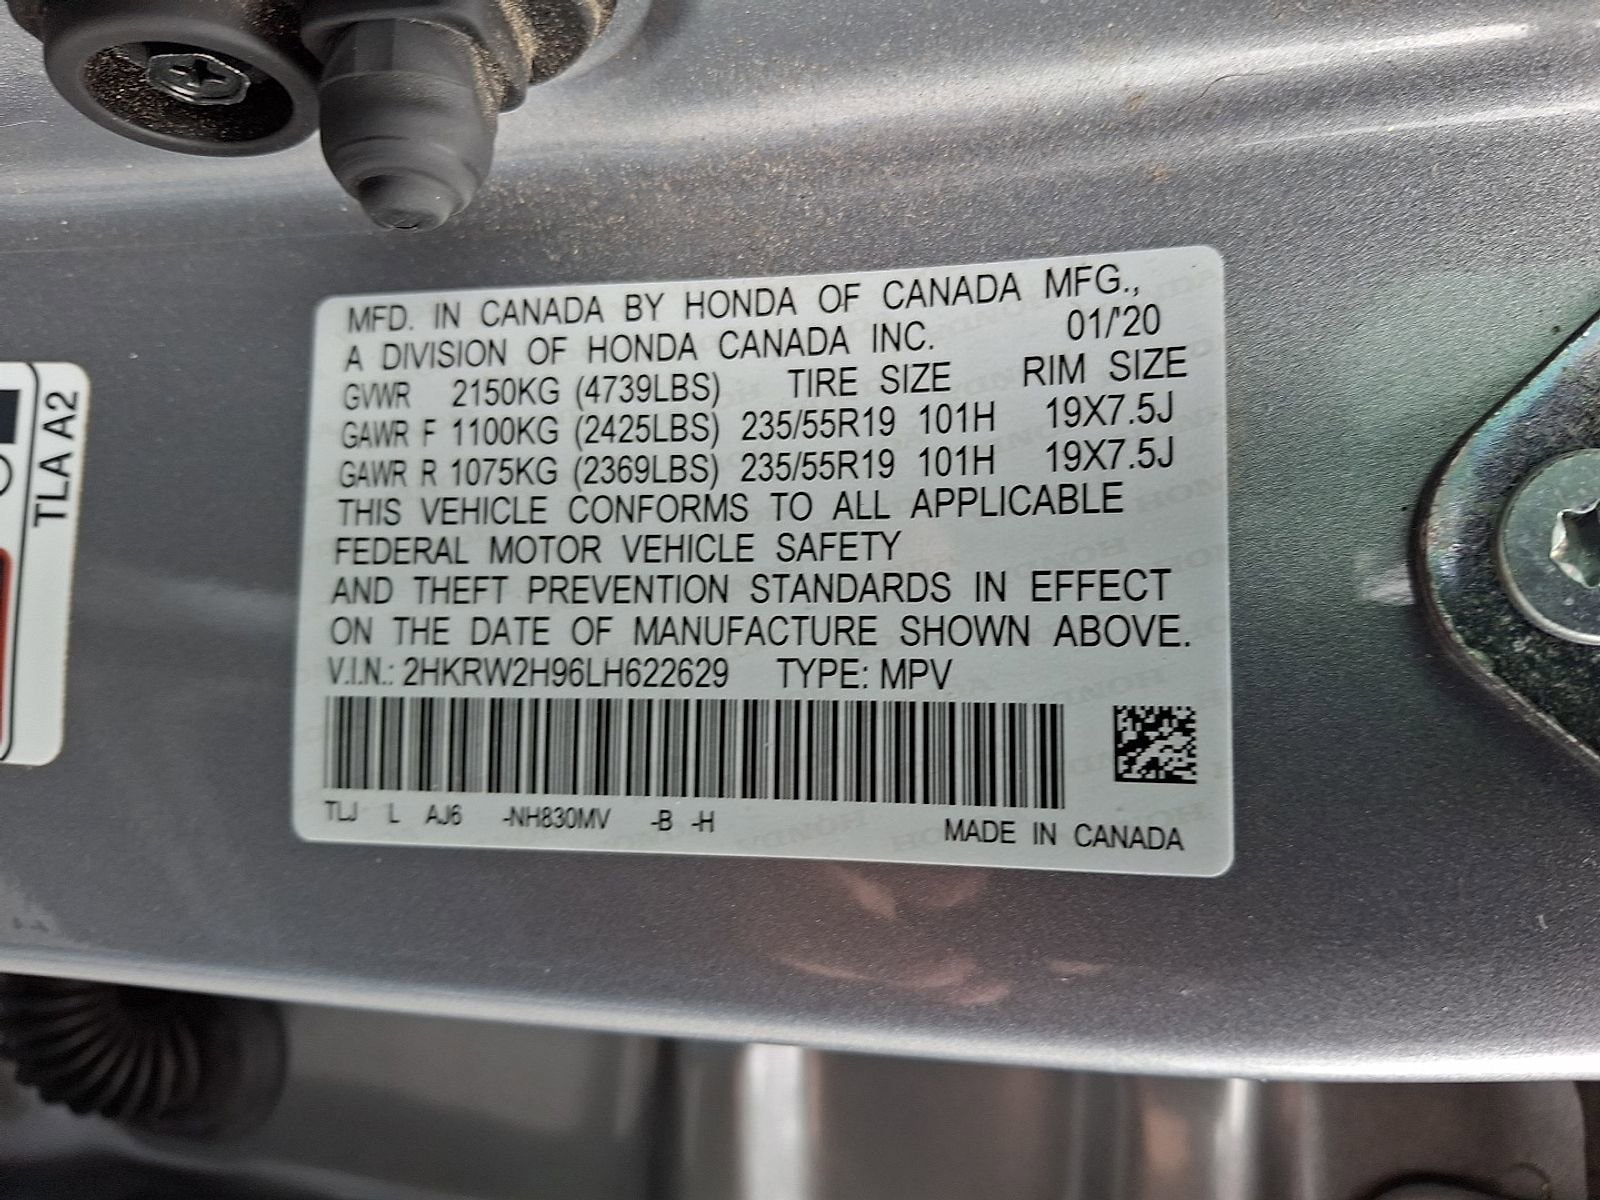 MFD. IN CANADA BY HONDA OF CANADA MFG.,
A DIVISION OF HONDA CANADA INC. 01/'20
GVWR 2150KG (4739LBS) TIRE SIZE RIM SIZE
GAWR F 1100KG (2425LBS) 235/55R19 101H 19X7.5J
GAWR R 1075KG (2369LBS) 235/55R19 101H 19X7.5J
THIS VEHICLE CONFORMS TO ALL APPLICABLE
FEDERAL MOTOR VEHICLE SAFETY
AND THEFT PREVENTION STANDARDS IN EFFECT
ON THE DATE OF MANUFACTURE SHOWN ABOVE.
V.I.N.: 2HKRW2H96LH622629 TYPE: MPV
TLJ L AJ6 -NH830MV -B -H
MADE IN CANADA
TLA A2